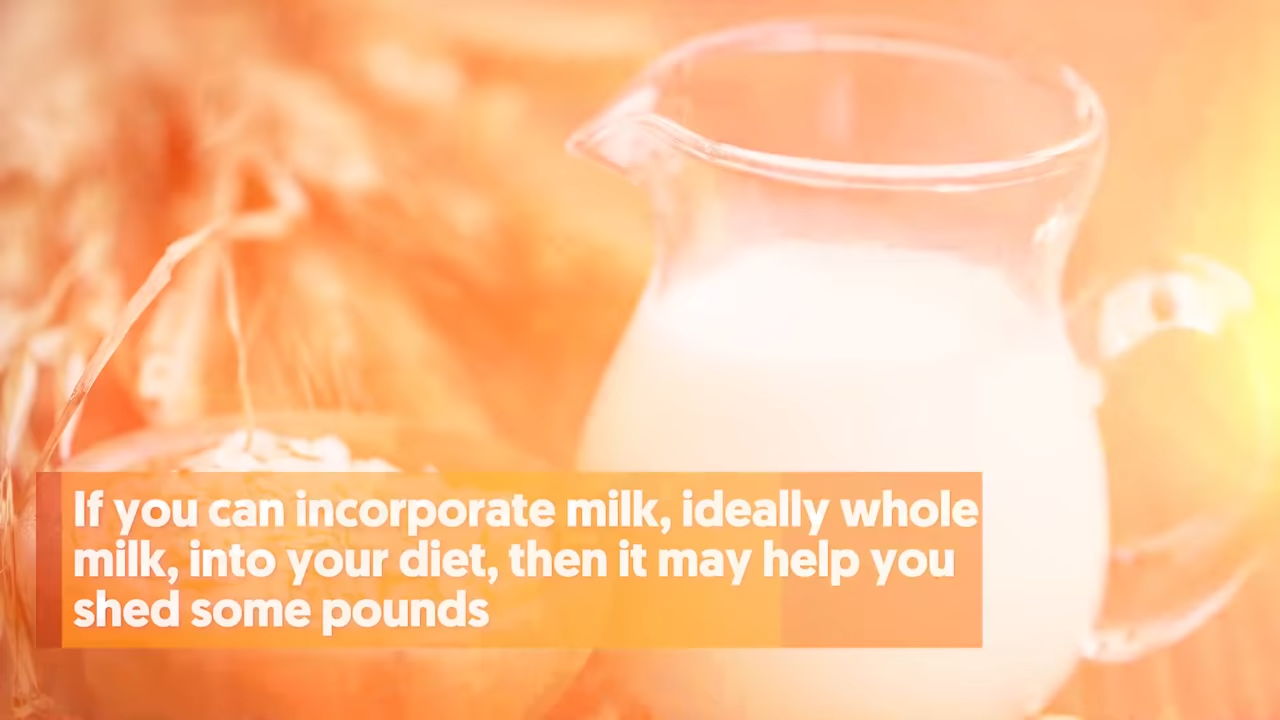 If you can incorporate milk, ideally whole
milk, into your diet, then it may help you
shed some pounds